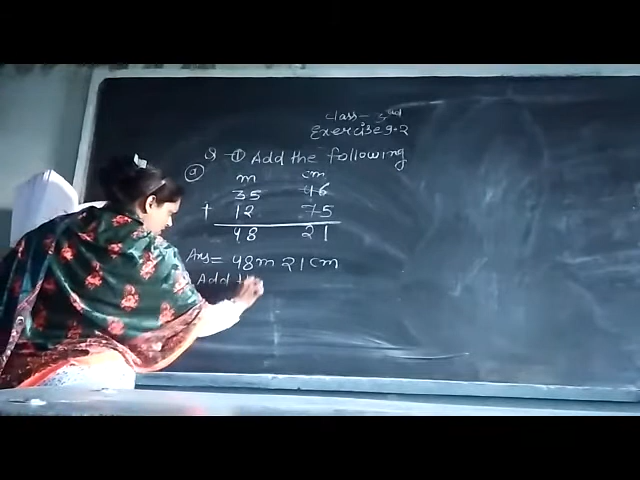 Class - 3rd
Exercise 9.2
Q - ① Add the following
(a) m cm
35 46
+ 12 75
48 21
Ans = 48m 21cm
Add